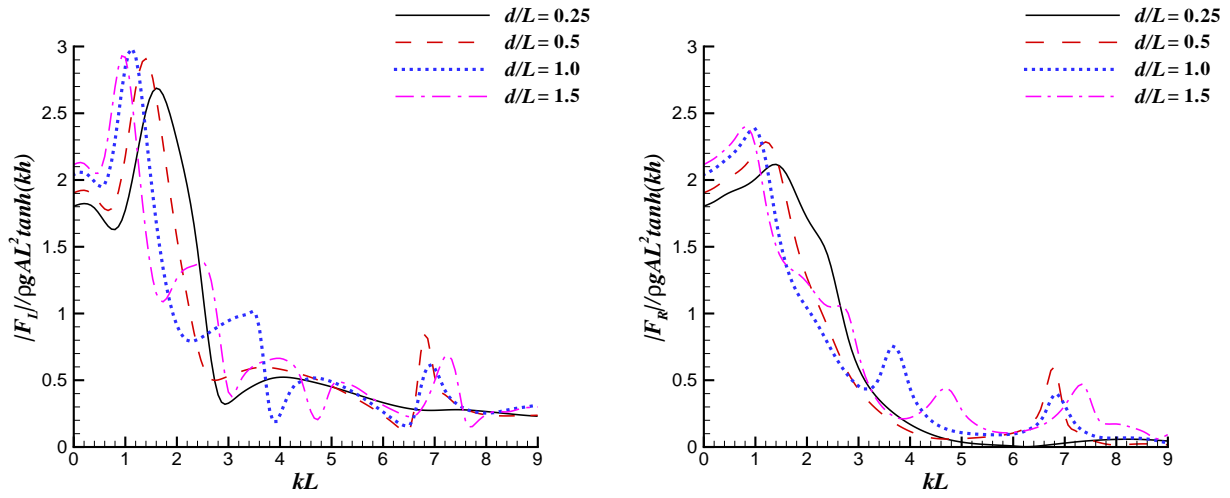 d/L = 0.25
d/L = 0.5
d/L = 1.0
d/L = 1.5
|F_L|/ρgAL²tanh(kh)
3
2.5
2
1.5
1
0.5
0
0 1 2 3 4 5 6 7 8 9
kL
d/L = 0.25
d/L = 0.5
d/L = 1.0
d/L = 1.5
|F_R|/ρgAL²tanh(kh)
3
2.5
2
1.5
1
0.5
0
0 1 2 3 4 5 6 7 8 9
kL